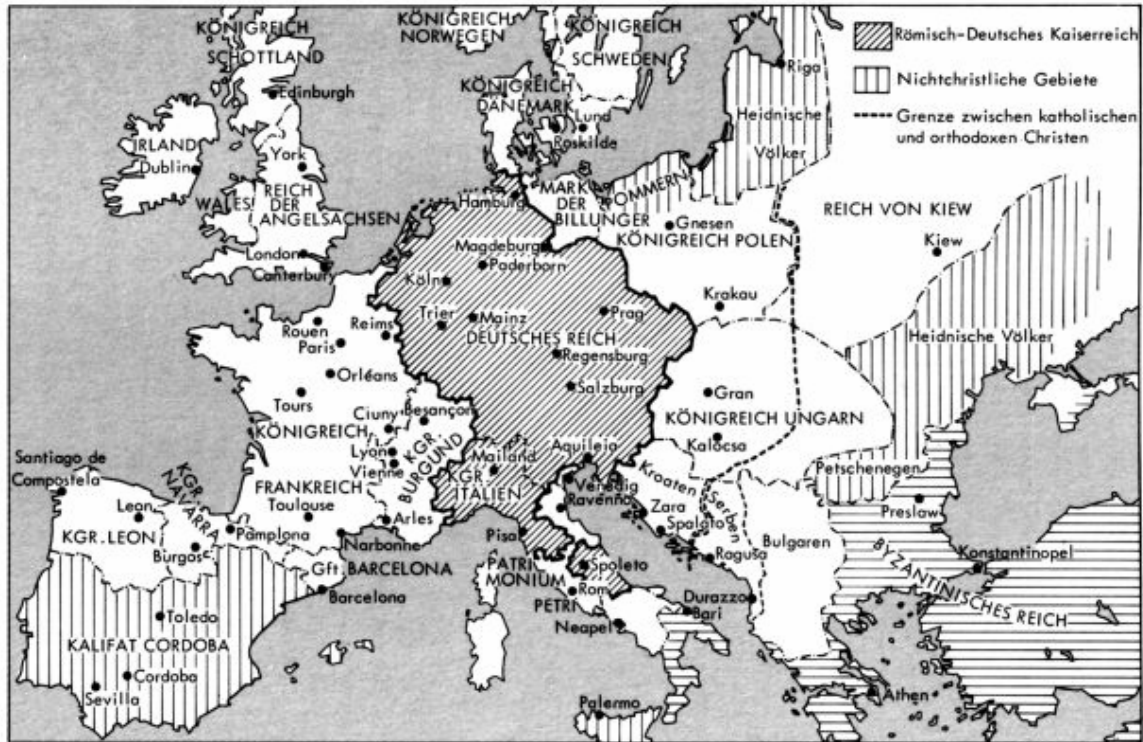 KÖNIGREICH
SCHOTTLAND
Edinburgh
IRLAND
Dublin
York
WALES
REICH
DER
ANGELSACHSEN
London
Canterbury
KÖNIGREICH
NORWEGEN
KÖNIGREICH
SCHWEDEN
KÖNIGREICH
DÄNEMARK
Lund
Roskilde
Riga
Heidnische
Völker
Römisch-Deutsches Kaiserreich
Nichtchristliche Gebiete
Grenze zwischen katholischen
und orthodoxen Christen
Hamburg
MARK
DER
BILLUNGER
POMMERN
Gnesen
KÖNIGREICH POLEN
REICH VON KIEW
Kiew
Magdeburg
Paderborn
Köln
Trier
Mainz
DEUTSCHES REICH
Prag
Krakau
Regensburg
Salzburg
Heidnische Völker
Rouen
Reims
Paris
Orléans
Tours
Cluny
Besançon
KÖNIGREICH
FRANKREICH
Lyon
Vienne
KGR.
BURGUND
Toulouse
Arles
Narbonne
Gran
KÖNIGREICH UNGARN
Kalocsa
Aquileia
Mailand
KGR.
ITALIEN
Venedig
Ravenna
Pisa
PATRI
MONIUM
PETRI
Spoleto
Rom
Neapel
Bari
Palermo
Kroaten
Serben
Zara
Spalato
Ragusa
Durazzo
Bulgaren
Petschenegen
Preslaw
BYZANTINISCHES REICH
Konstantinopel
Athen
Santiago de
Compostela
Leon
KGR. LEON
KGR.
NAVARRA
Burgos
Pamplona
Gft. BARCELONA
Barcelona
Toledo
KALIFAT CORDOBA
Cordoba
Sevilla